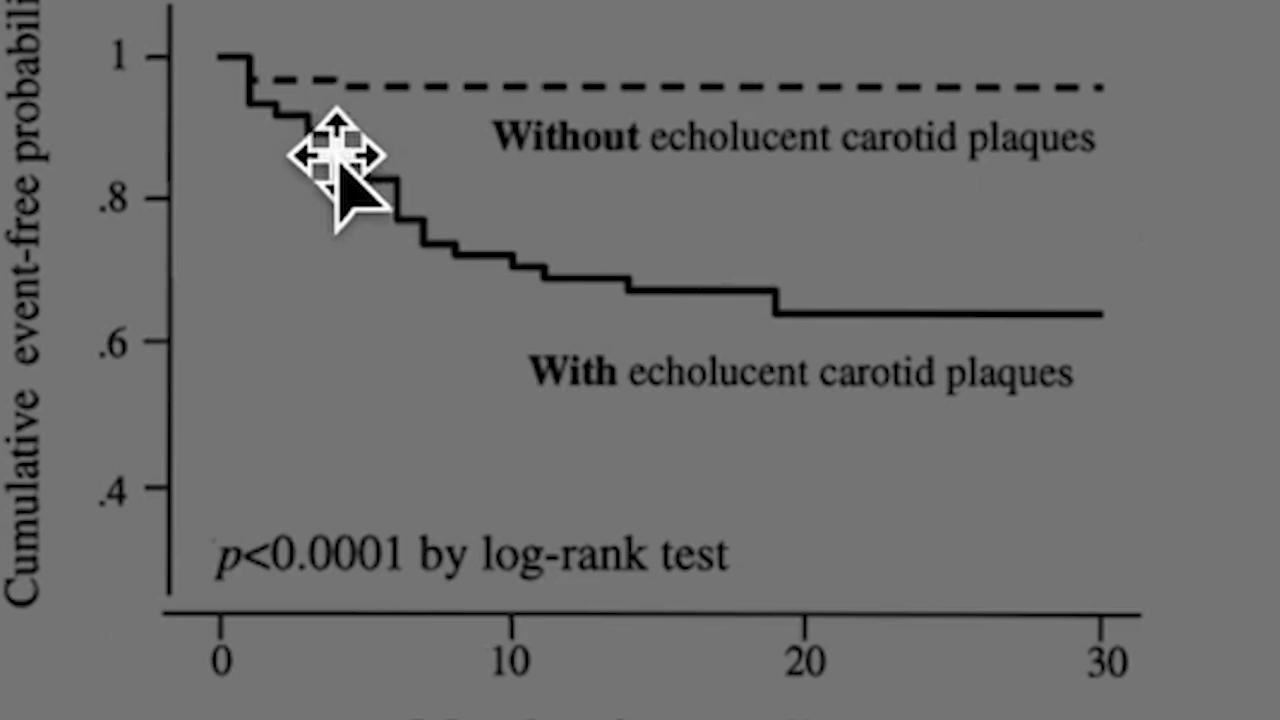 Cumulative event-free
1
.8
.6
.4
Without echolucent carotid plaques
With echolucent carotid plaques
p<0.0001 by log-rank test
0 10 20 30